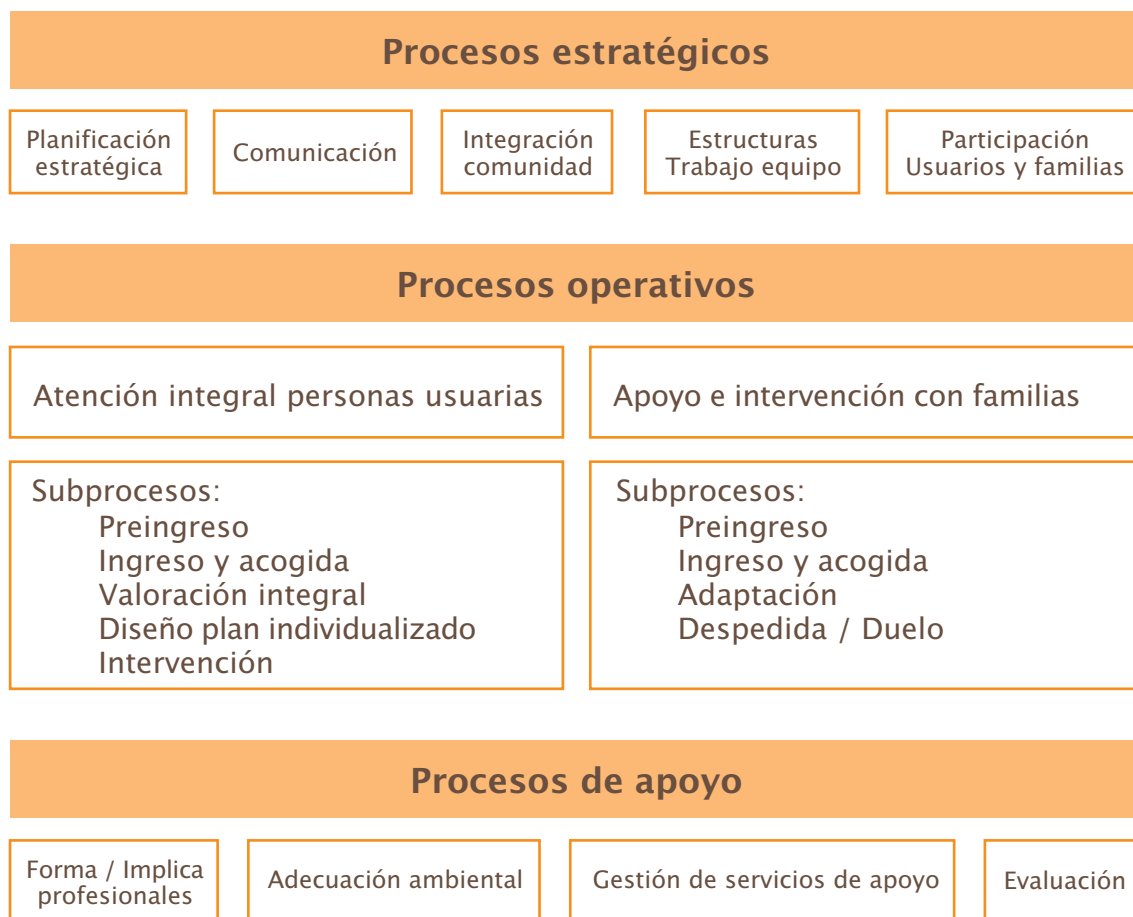 Procesos estratégicos
Planificación
estratégica
Comunicación
Integración
comunidad
Estructuras
Trabajo equipo
Participación
Usuarios y familias
Procesos operativos
Atención integral personas usuarias
Apoyo e intervención con familias
Subprocesos:
Preingreso
Ingreso y acogida
Valoración integral
Diseño plan individualizado
Intervención
Subprocesos:
Preingreso
Ingreso y acogida
Adaptación
Despedida / Duelo
Procesos de apoyo
Forma / Implica
profesionales
Adecuación ambiental
Gestión de servicios de apoyo
Evaluación